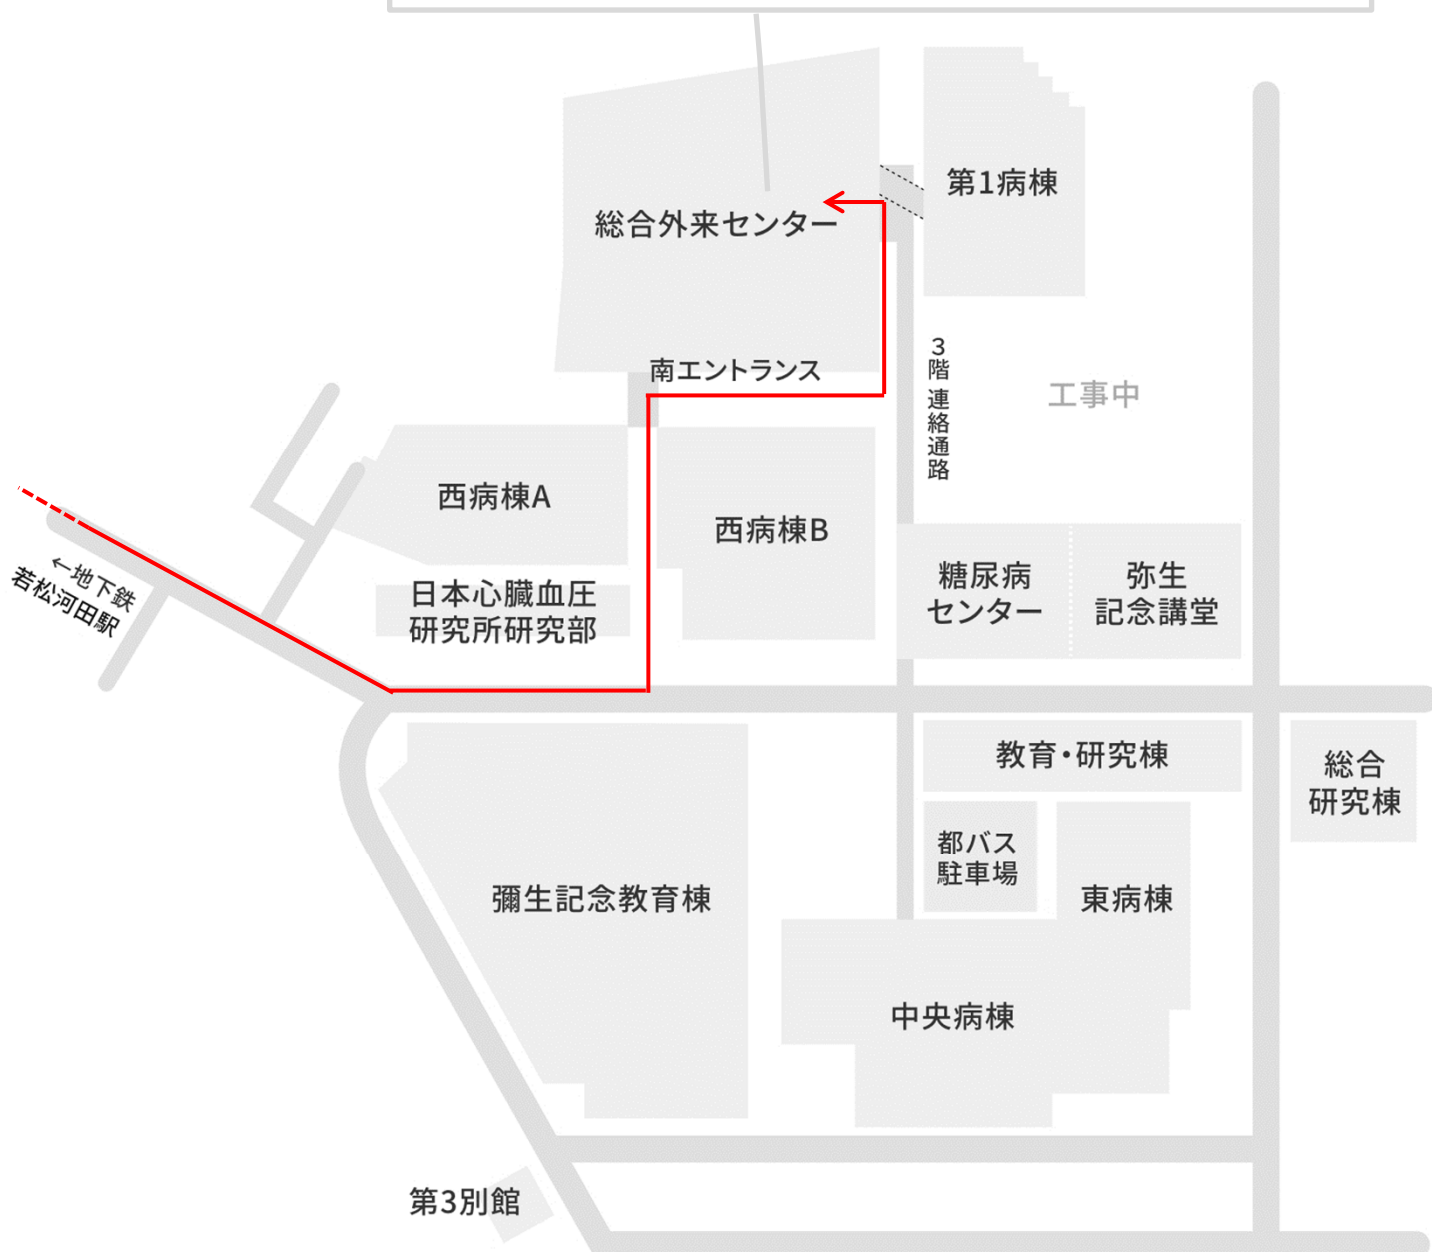 第1病棟
総合外来センター
南エントランス
3階 連絡通路
工事中
西病棟A
西病棟B
←地下鉄
若松河田駅
日本心臓血圧
研究所研究部
糖尿病
センター
弥生
記念講堂
教育・研究棟
総合
研究棟
都バス
駐車場
彌生記念教育棟
東病棟
中央病棟
第3別館